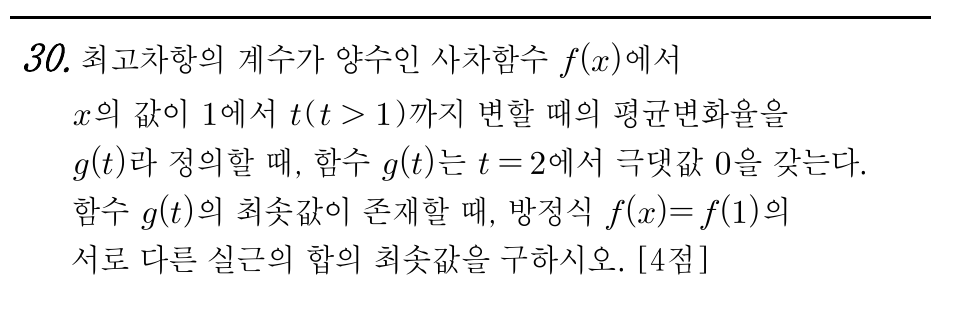 30. 최고차항의 계수가 양수인 사차함수 f(x)에서
x의 값이 1에서 t(t > 1)까지 변할 때의 평균변화율을
g(t)라 정의할 때, 함수 g(t)는 t = 2에서 극댓값 0을 갖는다.
함수 g(t)의 최솟값이 존재할 때, 방정식 f(x)=f(1)의
서로 다른 실근의 합의 최솟값을 구하시오. [4점]